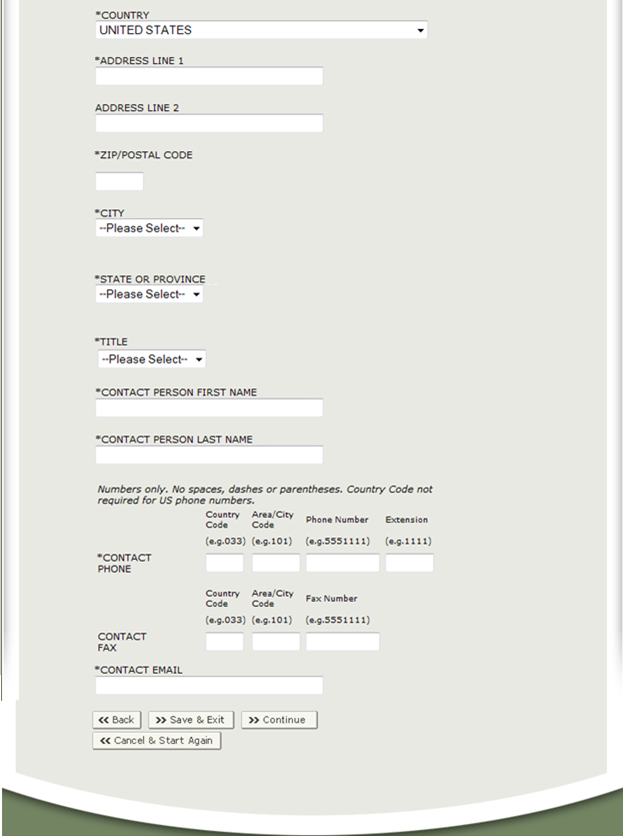 *COUNTRY
UNITED STATES
*ADDRESS LINE 1
ADDRESS LINE 2
*ZIP/POSTAL CODE
*CITY
--Please Select--
*STATE OR PROVINCE
--Please Select--
*TITLE
--Please Select--
*CONTACT PERSON FIRST NAME
*CONTACT PERSON LAST NAME
Numbers only. No spaces, dashes or parentheses. Country Code not
required for US phone numbers.
Country Area/City
Code Code Phone Number Extension
(e.g.033) (e.g.101) (e.g.5551111) (e.g.1111)
*CONTACT
PHONE
Country Area/City Fax Number
Code Code
(e.g.033) (e.g.101) (e.g.5551111)
CONTACT
FAX
*CONTACT EMAIL
<< Back >> Save & Exit >> Continue
<< Cancel & Start Again